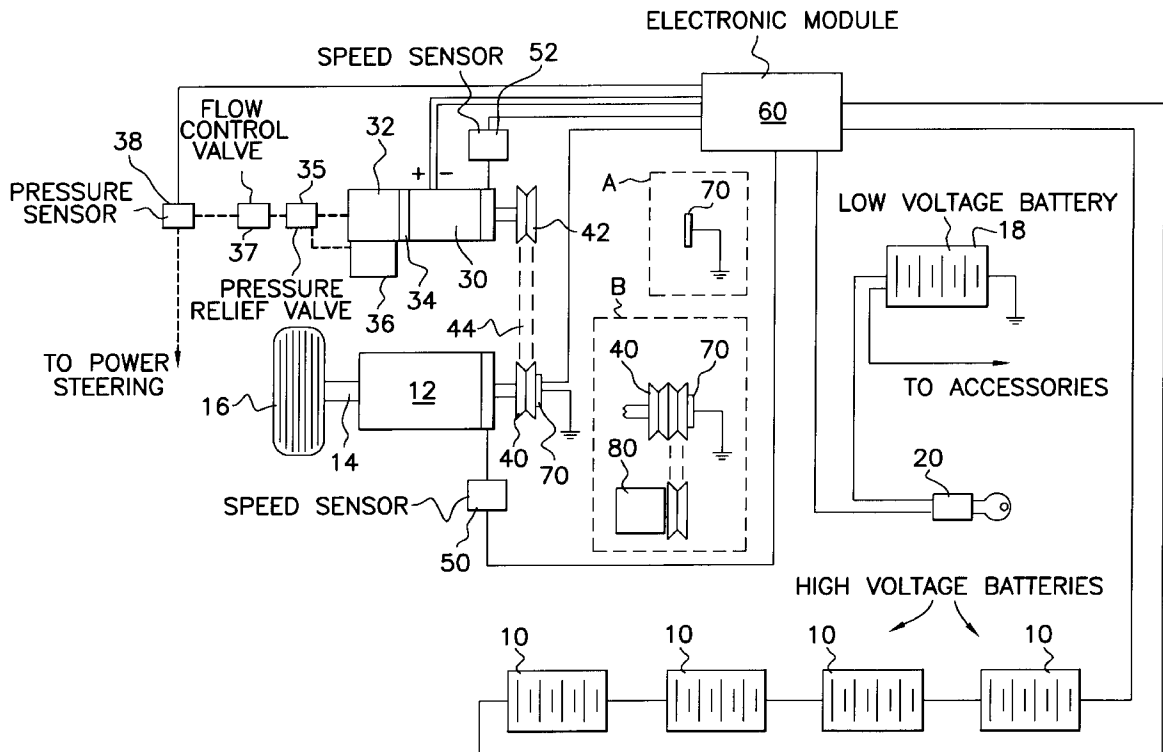 ELECTRONIC MODULE
SPEED SENSOR
52
60
FLOW
CONTROL
VALVE
38
PRESSURE
SENSOR
32
35
+ -
37
34
30
42
36
PRESSURE
RELIEF VALVE
A
70
LOW VOLTAGE BATTERY
18
B
44
TO POWER
STEERING
16
12
14
40
70
40
70
80
TO ACCESSORIES
20
SPEED SENSOR
50
HIGH VOLTAGE BATTERIES
10
10
10
10